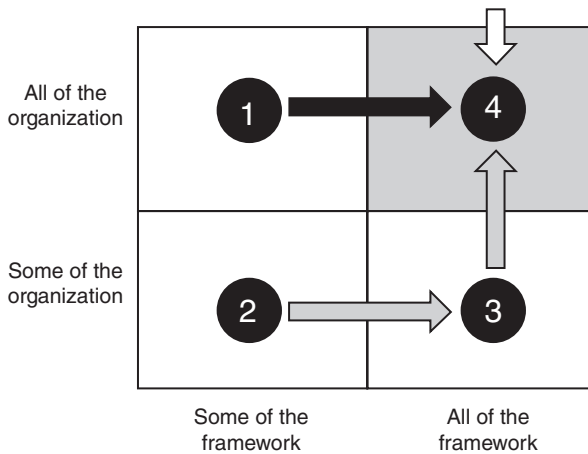 All of the
organization
1
4
Some of the
organization
2
3
Some of the
framework
All of the
framework